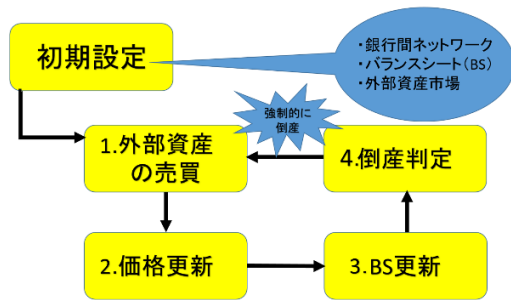 初期設定
・銀行間ネットワーク
・バランスシート(BS)
・外部資産市場
強制的に
倒産
1.外部資産
の売買
4.倒産判定
2.価格更新
3.BS更新